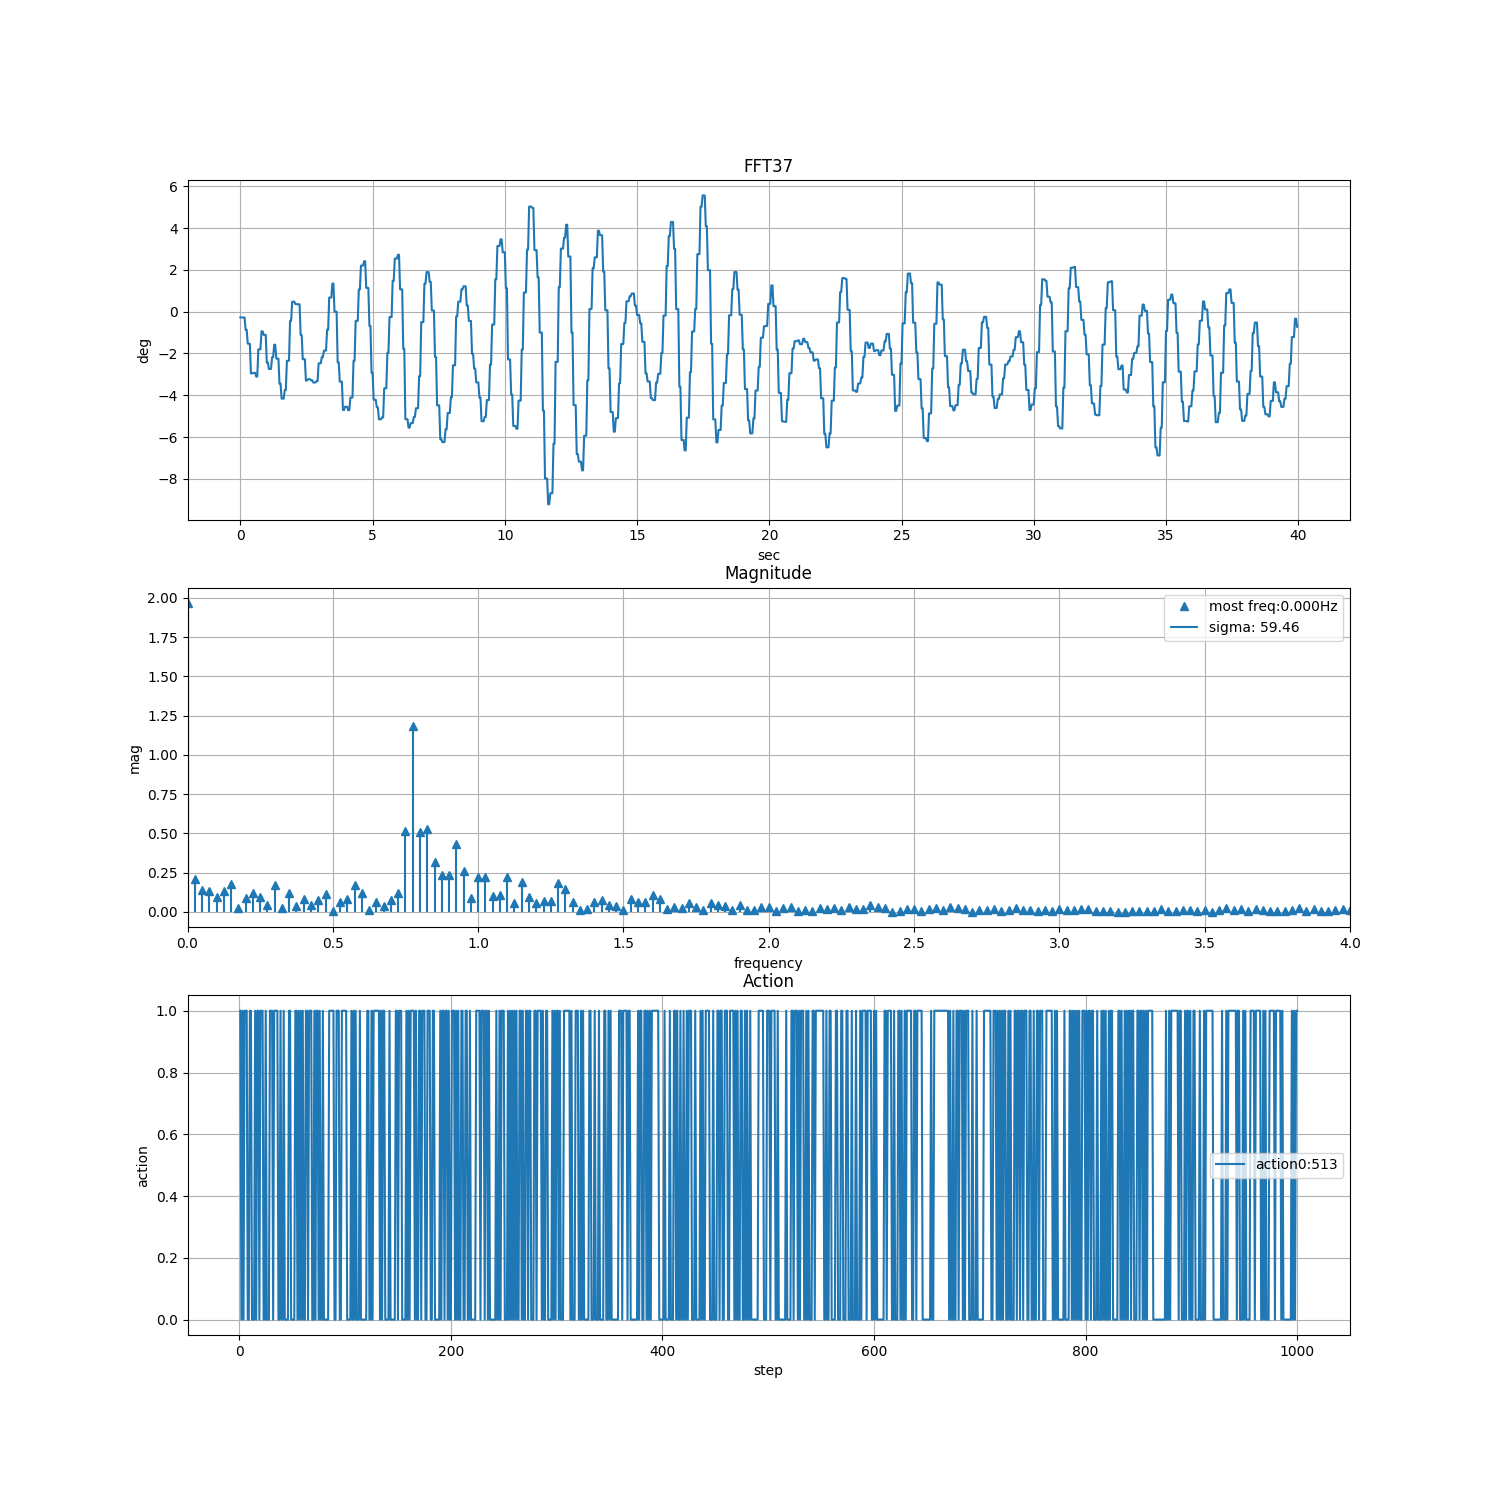 FFT37
6
4
2
0
−2
−4
−6
−8
deg
0 5 10 15 20 25 30 35 40
sec
Magnitude
2.00
1.75
1.50
1.25
1.00
0.75
0.50
0.25
0.00
mag
most freq:0.000Hz
sigma: 59.46
0.0 0.5 1.0 1.5 2.0 2.5 3.0 3.5 4.0
frequency
Action
1.0
0.8
0.6
0.4
0.2
0.0
action
action0:513
0 200 400 600 800 1000
step